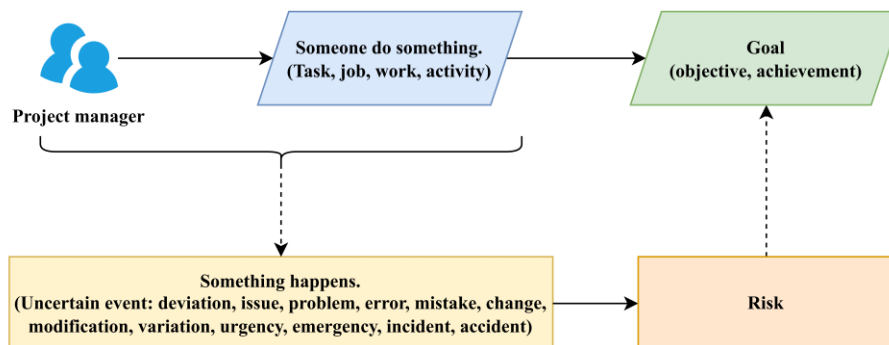 Someone do something.
(Task, job, work, activity)
Goal
(objective, achievement)
Project manager
Something happens.
(Uncertain event: deviation, issue, problem, error, mistake, change,
modification, variation, urgency, emergency, incident, accident)
Risk